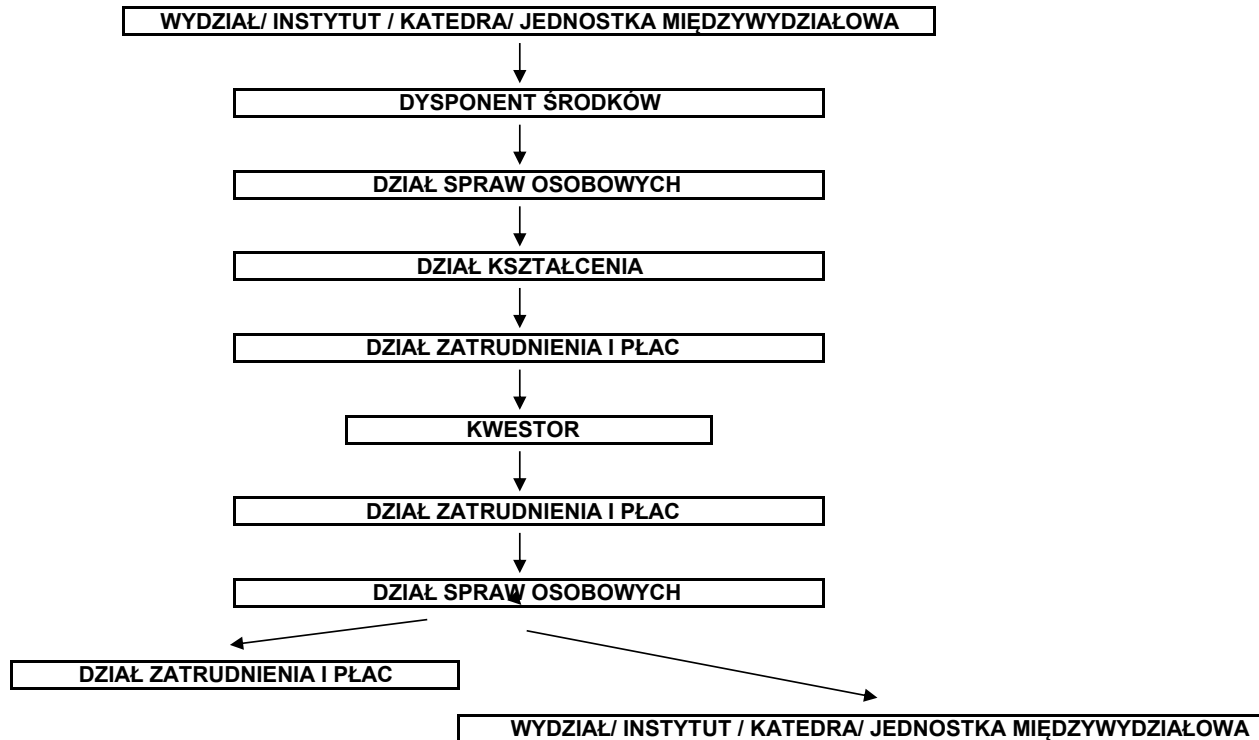 WYDZIAŁ/ INSTYTUT / KATEDRA/ JEDNOSTKA MIĘDZYWYDZIAŁOWA
DYSPONENT ŚRODKÓW
DZIAŁ SPRAW OSOBOWYCH
DZIAŁ KSZTAŁCENIA
DZIAŁ ZATRUDNIENIA I PŁAC
KWESTOR
DZIAŁ ZATRUDNIENIA I PŁAC
DZIAŁ SPRAW OSOBOWYCH
DZIAŁ ZATRUDNIENIA I PŁAC
WYDZIAŁ/ INSTYTUT / KATEDRA/ JEDNOSTKA MIĘDZYWYDZIAŁOWA